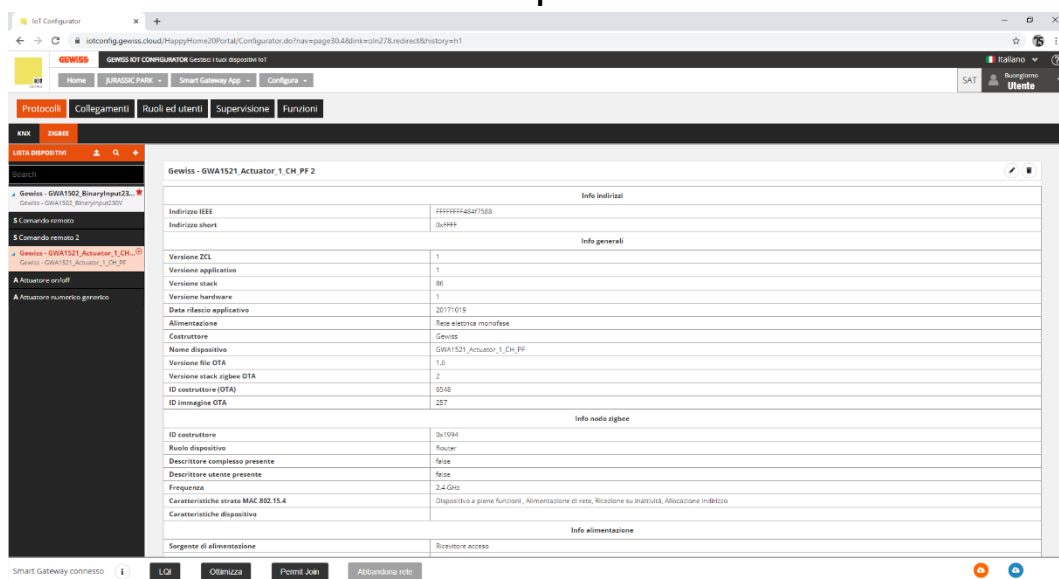 IoT Configurator
iotconfig.gewiss.cloud/HappyHome20Portal/Configurator.do?nav=page30.4&link=oln278.redirect&history=h1
GEWISS GEWISS IOT CONFIGURATOR Gestisci i tuoi dispositivi IoT Italiano
Home JURASSIC PARK Smart Gateway App Configura SAT Buongiorno
Utente
Protocolli Collegamenti Ruoli ed utenti Supervisione Funzioni
KNX ZIGBEE
LISTA DISPOSITIVI
Search
Gewiss - GWA1502_BinaryInput23...
Gewiss - GWA1502_BinaryInput230V
S Comando remoto
S Comando remoto 2
Gewiss - GWA1521_Actuator_1_CH...
Gewiss - GWA1521_Actuator_1_CH_PF
A Attuatore on/off
A Attuatore numerico generico
Gewiss - GWA1521_Actuator_1_CH_PF 2
Info indirizzi
Indirizzo IEEE FFFFFFFF484F7588
Indirizzo short 0xFFFF
Info generali
Versione ZCL 1
Versione applicativo 1
Versione stack 86
Versione hardware 1
Data rilascio applicativo 20171019
Alimentazione Rete elettrica monofase
Costruttore Gewiss
Nome dispositivo GWA1521_Actuator_1_CH_PF
Versione file OTA 1.0
Versione stack zigbee OTA 2
ID costruttore (OTA) 6548
ID immagine OTA 257
Info nodo zigbee
ID costruttore 0x1994
Ruolo dispositivo Router
Descrittore complesso presente false
Descrittore utente presente false
Frequenza 2,4 GHz
Caratteristiche strato MAC 802.15.4 Dispositivo a piene funzioni , Alimentazione di rete, Ricezione su inattività, Allocazione indirizzo
Caratteristiche dispositivo
Info alimentazione
Sorgente di alimentazione Ricevitore acceso
Smart Gateway connesso i LQI Ottimizza Permit Join Abbandona rete